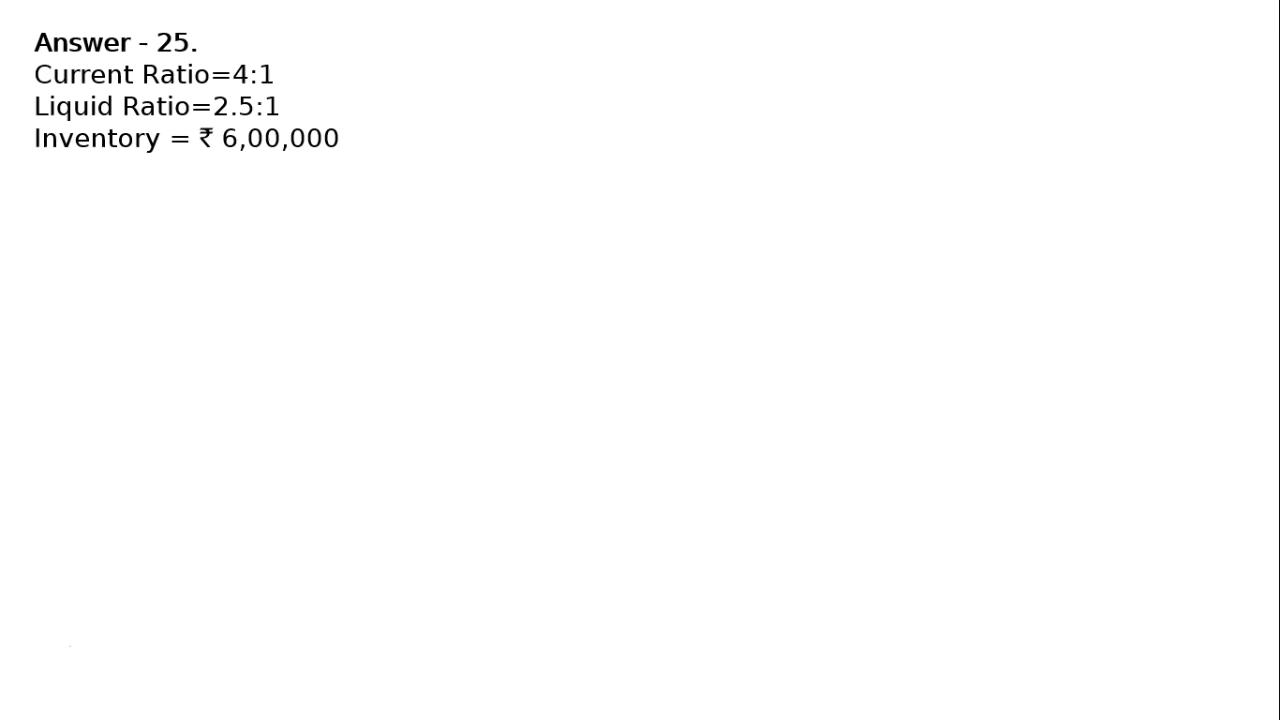 Answer - 25.
Current Ratio=4:1
Liquid Ratio=2.5:1
Inventory = ₹ 6,00,000